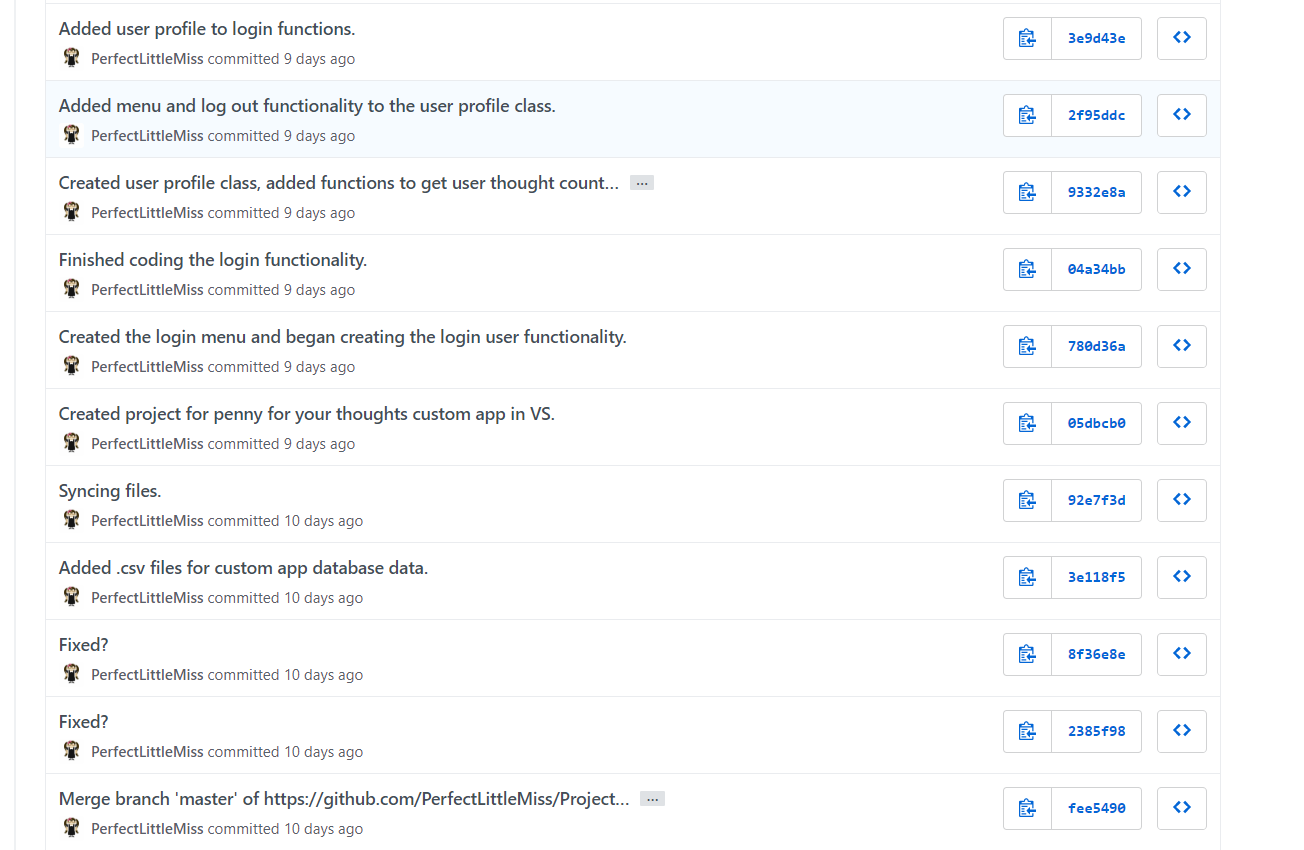 Added user profile to login functions.
3e9d43e
PerfectLittleMiss committed 9 days ago
Added menu and log out functionality to the user profile class.
2f95ddc
PerfectLittleMiss committed 9 days ago
Created user profile class, added functions to get user thought count... …
9332e8a
PerfectLittleMiss committed 9 days ago
Finished coding the login functionality.
04a34bb
PerfectLittleMiss committed 9 days ago
Created the login menu and began creating the login user functionality.
780d36a
PerfectLittleMiss committed 9 days ago
Created project for penny for your thoughts custom app in VS.
05dbcb0
PerfectLittleMiss committed 9 days ago
Syncing files.
92e7f3d
PerfectLittleMiss committed 10 days ago
Added .csv files for custom app database data.
3e118f5
PerfectLittleMiss committed 10 days ago
Fixed?
8f36e8e
PerfectLittleMiss committed 10 days ago
Fixed?
2385f98
PerfectLittleMiss committed 10 days ago
Merge branch 'master' of https://github.com/PerfectLittleMiss/Project... …
fee5490
PerfectLittleMiss committed 10 days ago